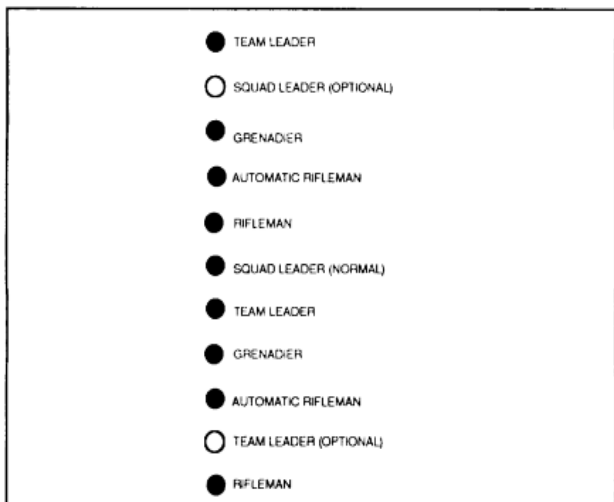 TEAM LEADER
SQUAD LEADER (OPTIONAL)
GRENADIER
AUTOMATIC RIFLEMAN
RIFLEMAN
SQUAD LEADER (NORMAL)
TEAM LEADER
GRENADIER
AUTOMATIC RIFLEMAN
TEAM LEADER (OPTIONAL)
RIFLEMAN